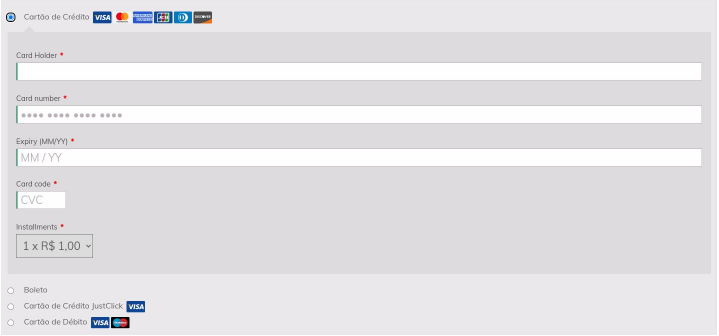 Cartão de Crédito VISA AMERICAN EXPRESS JCB DISCOVER
Card Holder *
Card number *
•••• •••• •••• ••••
Expiry (MM/YY) *
MM / YY
Card code *
CVC
Installments *
1 x R$ 1,00
Boleto
Cartão de Crédito JustClick VISA
Cartão de Débito VISA